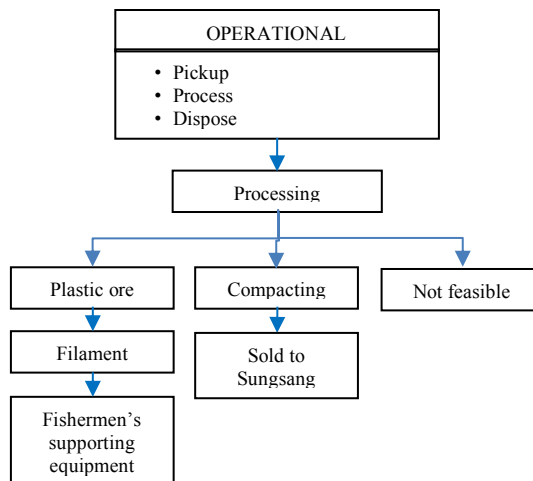 OPERATIONAL
• Pickup
• Process
• Dispose
Processing
Plastic ore
Compacting
Not feasible
Filament
Sold to
Sungsang
Fishermen’s
supporting
equipment